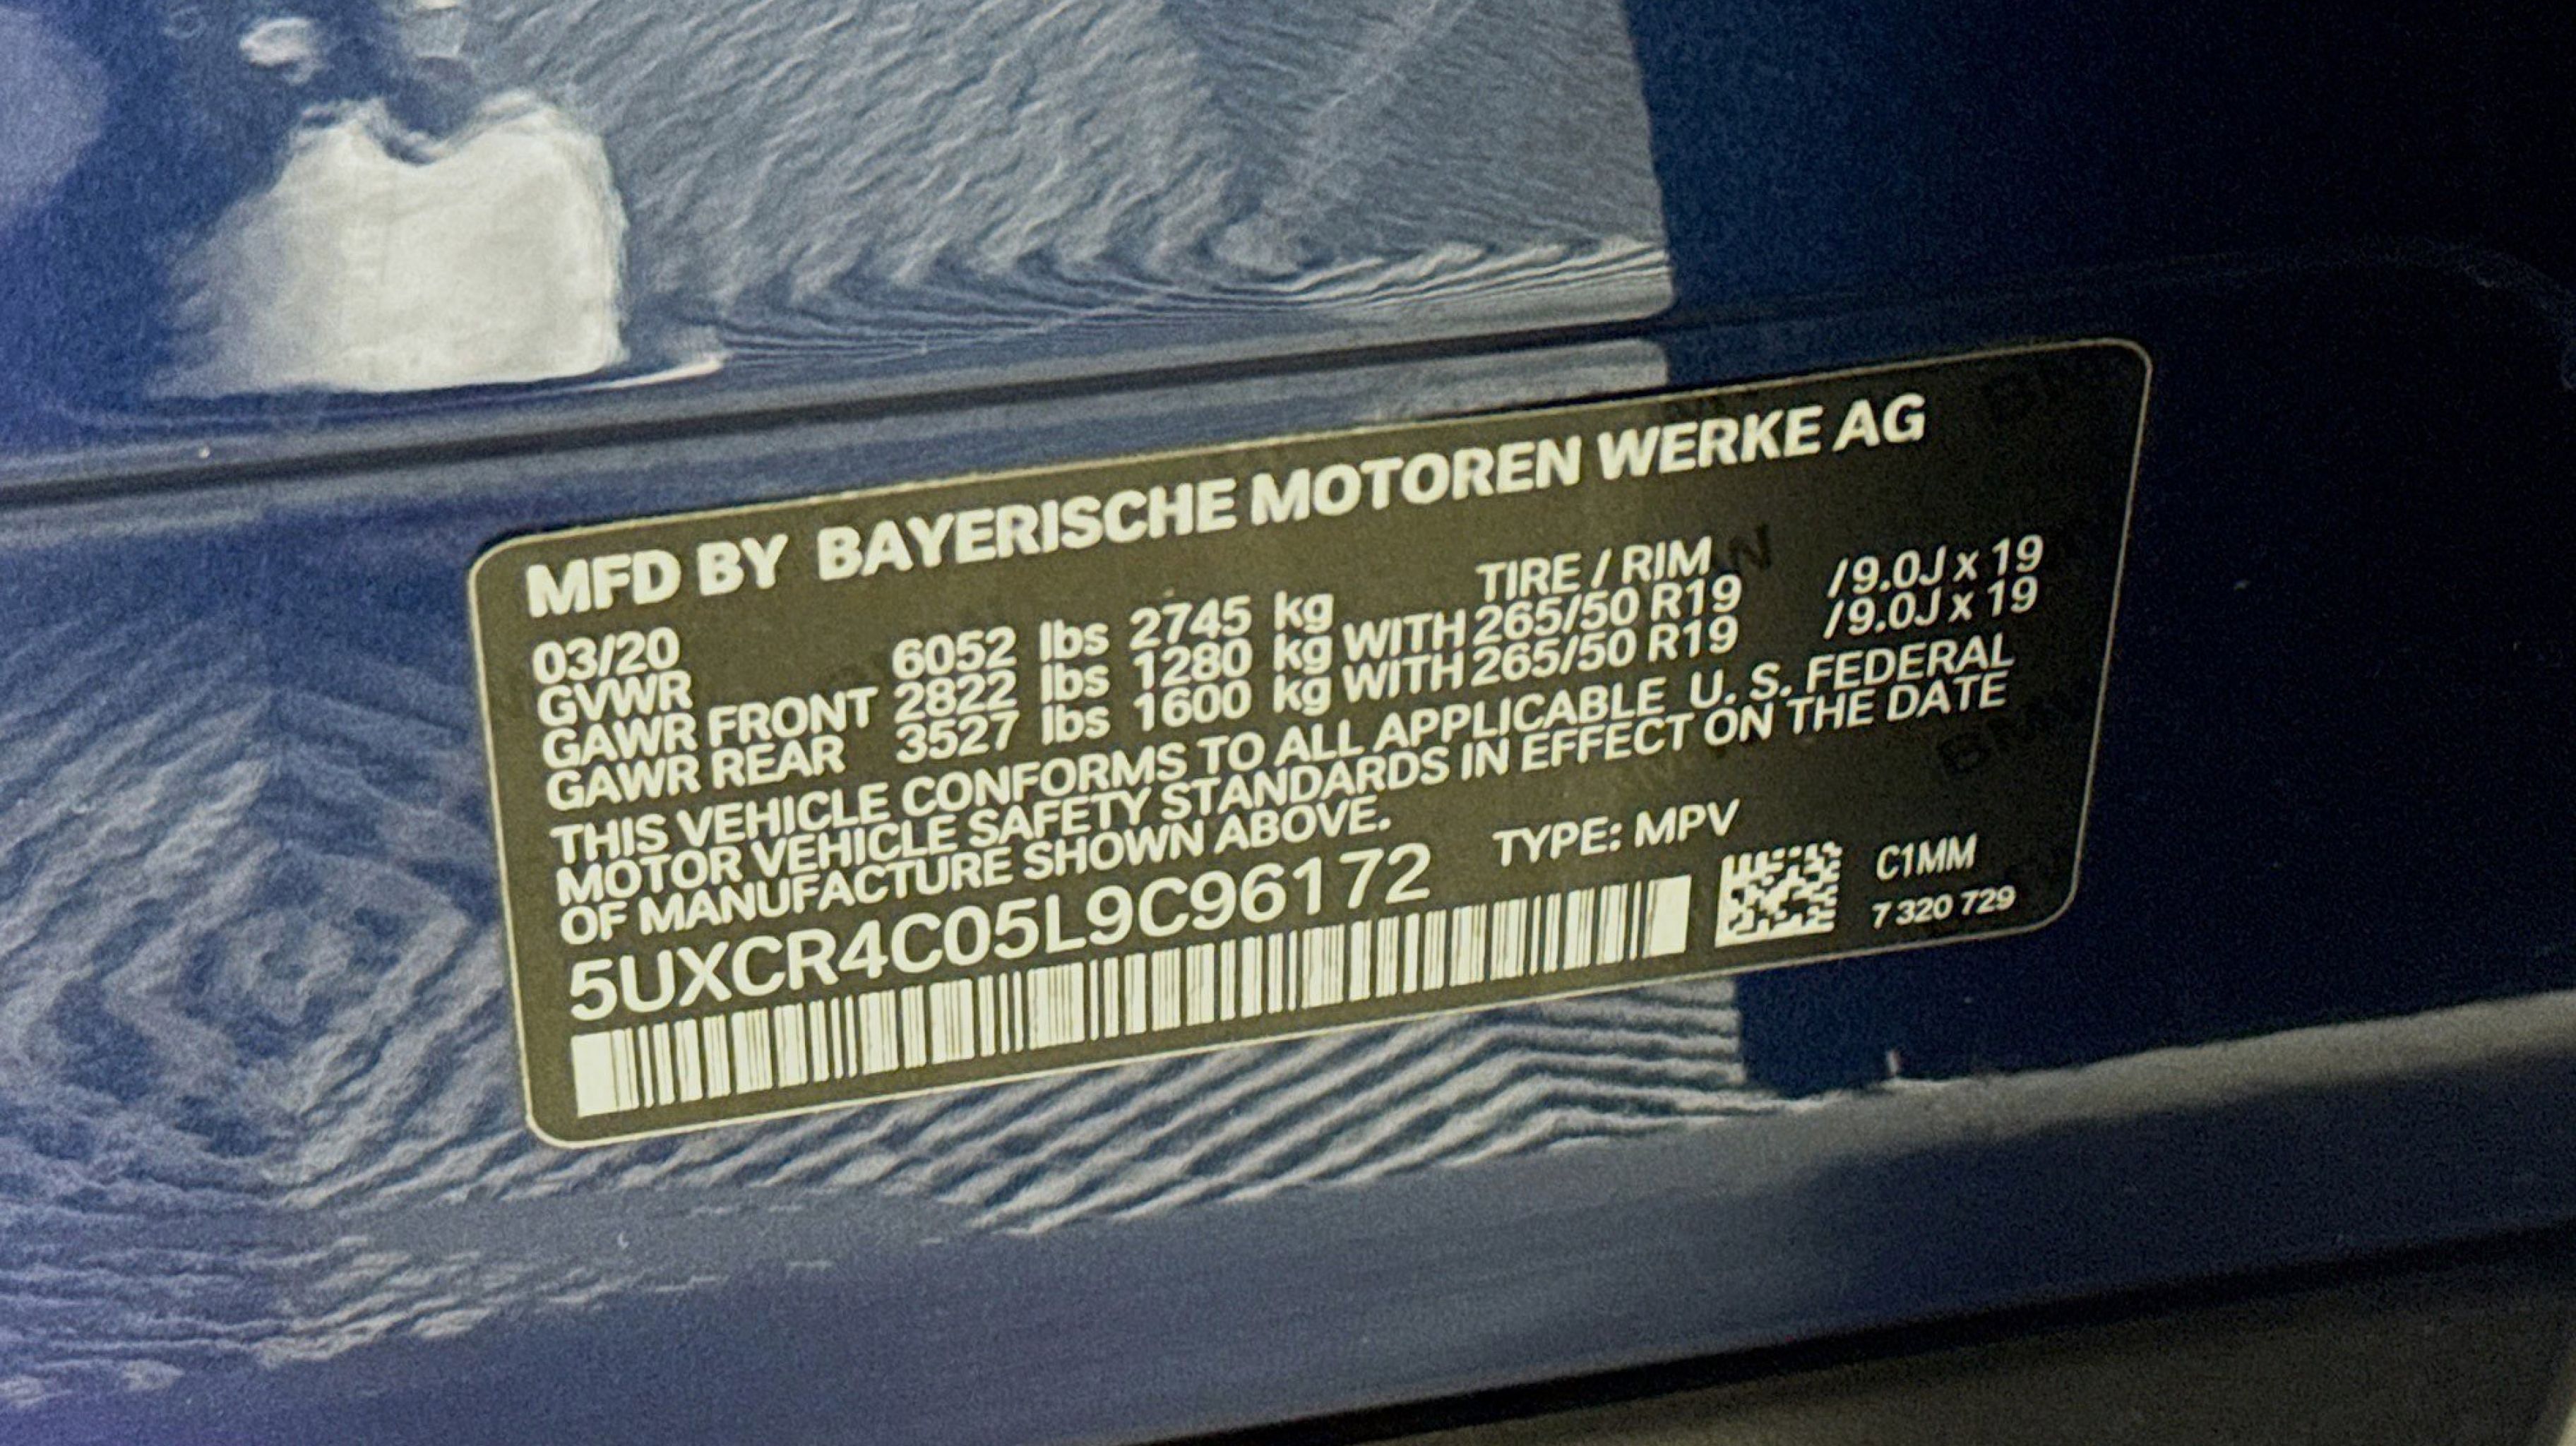 MFD BY BAYERISCHE MOTOREN WERKE AG
03/20 TIRE / RIM
GVWR 6052 lbs 2745 kg
GAWR FRONT 2822 lbs 1280 kg WITH 265/50 R19 /9.0J x 19
GAWR REAR 3527 lbs 1600 kg WITH 265/50 R19 /9.0J x 19
THIS VEHICLE CONFORMS TO ALL APPLICABLE U. S. FEDERAL
MOTOR VEHICLE SAFETY STANDARDS IN EFFECT ON THE DATE
OF MANUFACTURE SHOWN ABOVE.
5UXCR4C05L9C96172 TYPE: MPV
C1MM
7 320 729